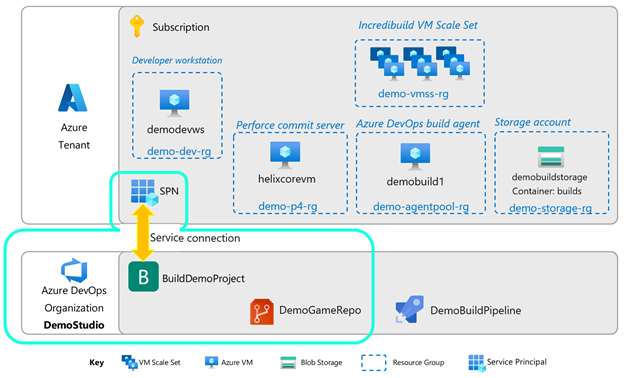 Subscription
Incredibuild VM Scale Set
demo-vmss-rg
Developer workstation
demodevws
demo-dev-rg
Azure
Tenant
Perforce commit server
helixcorevm
demo-p4-rg
Azure DevOps build agent
demobuild1
demo-agentpool-rg
Storage account
demobuildstorage
Container: builds
demo-storage-rg
SPN
Service connection
Azure DevOps
Organization
DemoStudio
B
BuildDemoProject
DemoGameRepo
DemoBuildPipeline
Key
VM Scale Set
Azure VM
Blob Storage
Resource Group
Service Principal